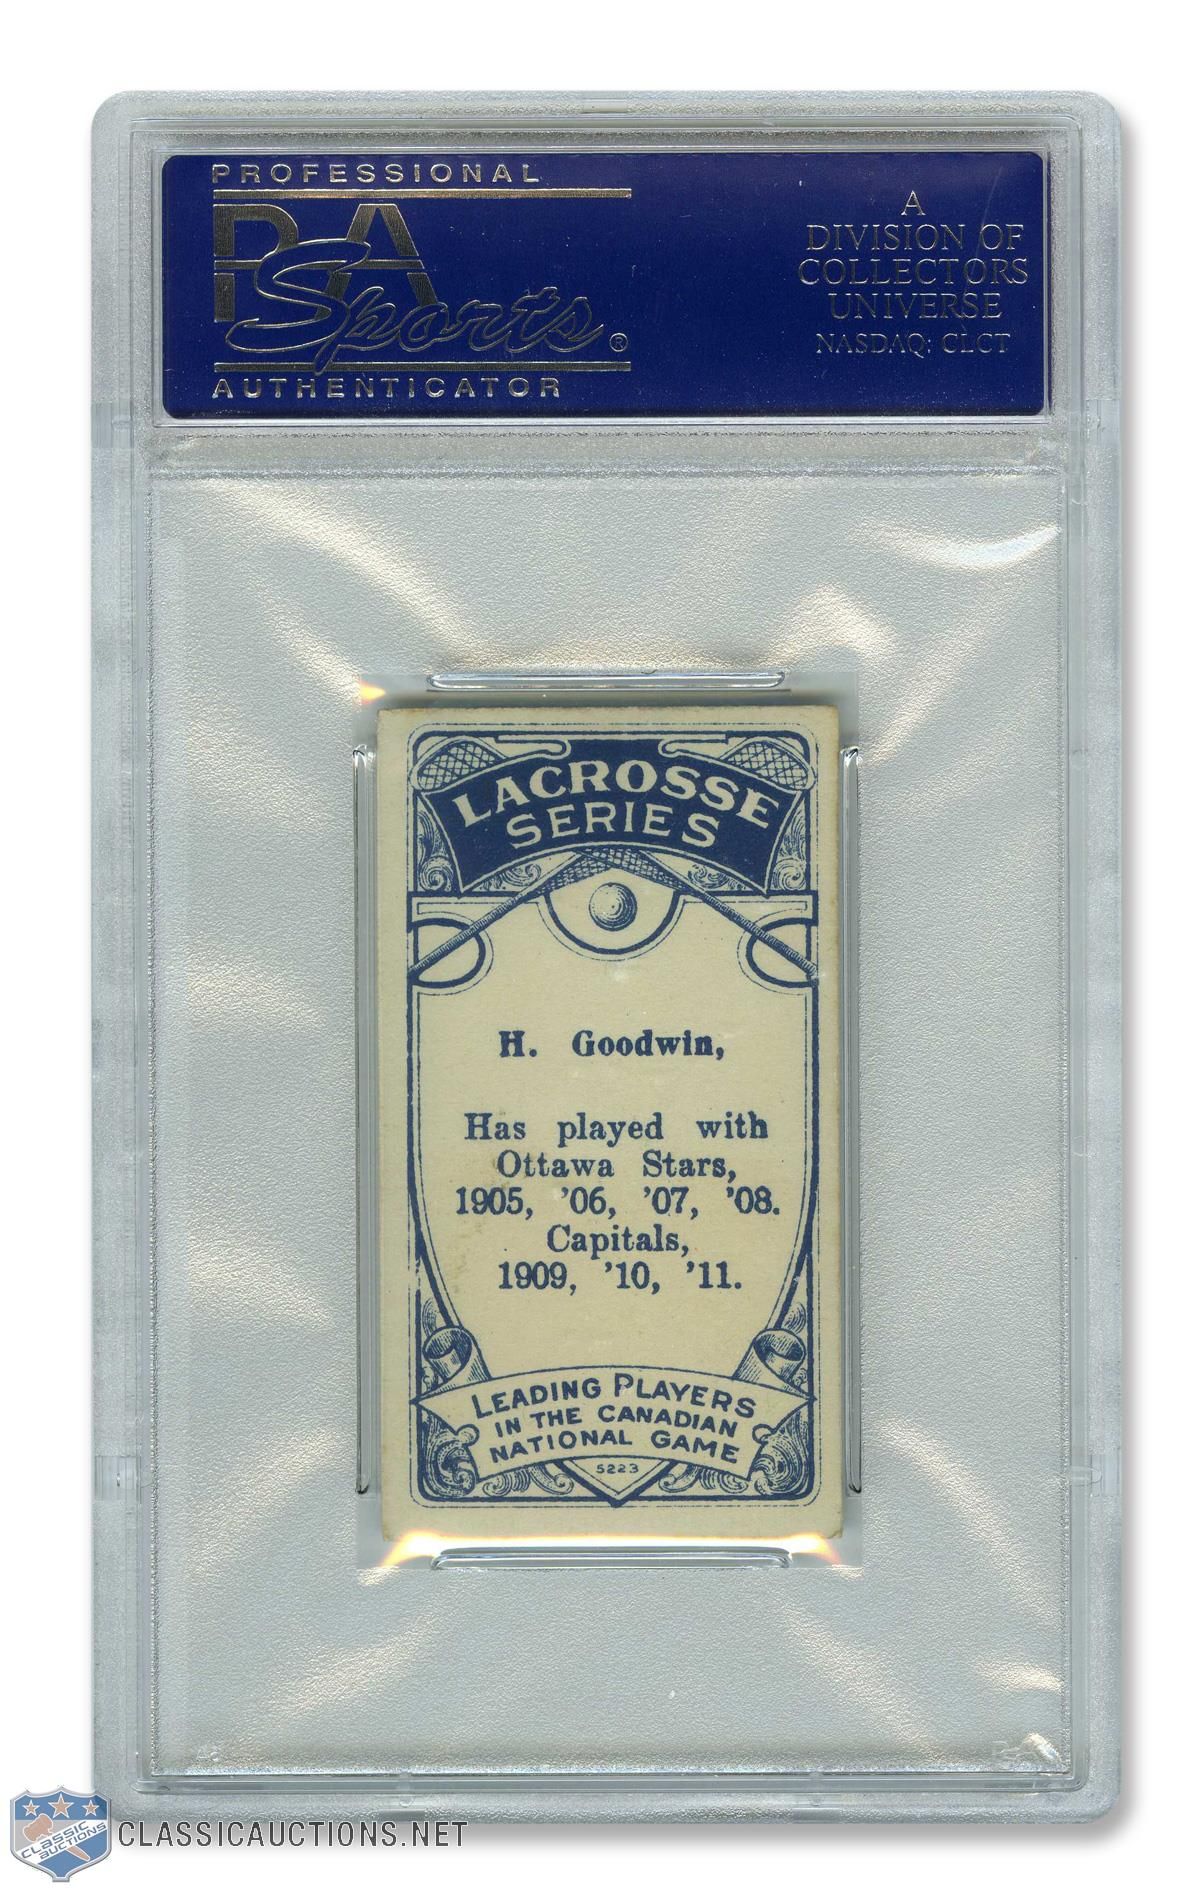 PROFESSIONAL
PSA
Sports®
AUTHENTICATOR
A
DIVISION OF
COLLECTORS
UNIVERSE
NASDAQ: CLCT
LACROSSE
SERIES
H. Goodwin,
Has played with
Ottawa Stars,
1905, '06, '07, '08.
Capitals,
1909, '10, '11.
LEADING PLAYERS
IN THE CANADIAN
NATIONAL GAME
5223
CLASSIC
AUCTIONS
CLASSICAUCTIONS.NET